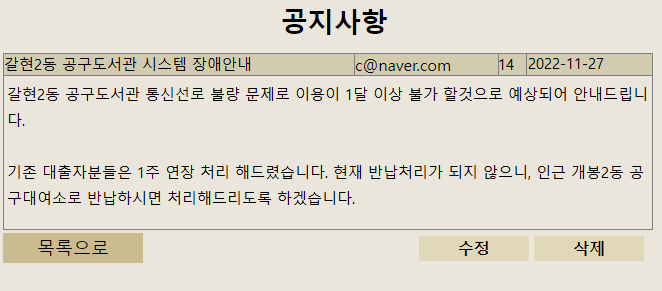 공지사항
갈현2동 공구도서관 시스템 장애안내 c@naver.com 14 2022-11-27
갈현2동 공구도서관 통신선로 불량 문제로 이용이 1달 이상 불가 할것으로 예상되어 안내드립니
다.
기존 대출자분들은 1주 연장 처리 해드렸습니다. 현재 반납처리가 되지 않으니, 인근 개봉2동 공
구대여소로 반납하시면 처리해드리도록 하겠습니다.
목록으로 수정 삭제